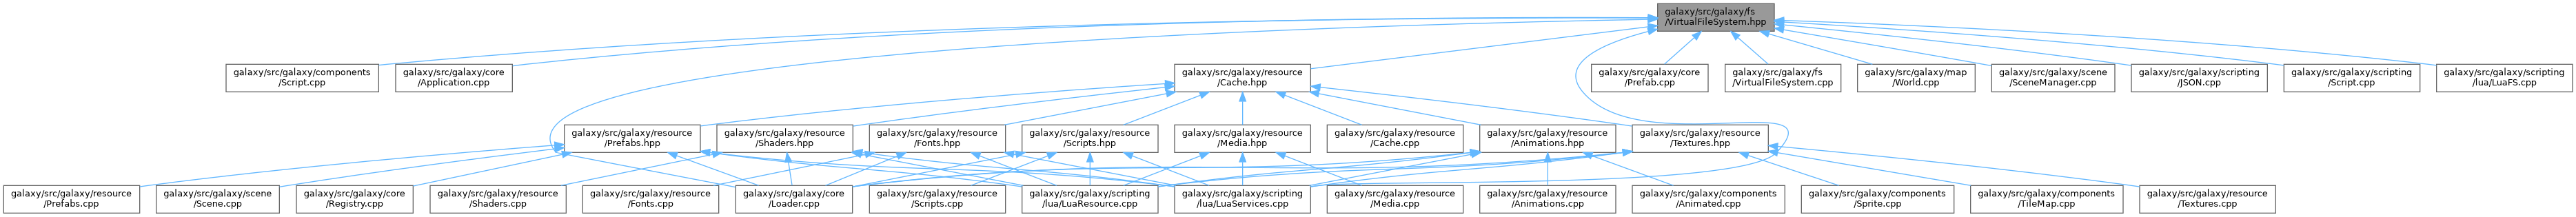 galaxy/src/galaxy/fs
/VirtualFileSystem.hpp
galaxy/src/galaxy/components
/Script.cpp
galaxy/src/galaxy/core
/Application.cpp
galaxy/src/galaxy/resource
/Cache.hpp
galaxy/src/galaxy/core
/Prefab.cpp
galaxy/src/galaxy/fs
/VirtualFileSystem.cpp
galaxy/src/galaxy/map
/World.cpp
galaxy/src/galaxy/scene
/SceneManager.cpp
galaxy/src/galaxy/scripting
/JSON.cpp
galaxy/src/galaxy/scripting
/Script.cpp
galaxy/src/galaxy/scripting
/lua/LuaFS.cpp
galaxy/src/galaxy/resource
/Prefabs.hpp
galaxy/src/galaxy/resource
/Shaders.hpp
galaxy/src/galaxy/resource
/Fonts.hpp
galaxy/src/galaxy/resource
/Scripts.hpp
galaxy/src/galaxy/resource
/Media.hpp
galaxy/src/galaxy/resource
/Cache.cpp
galaxy/src/galaxy/resource
/Animations.hpp
galaxy/src/galaxy/resource
/Textures.hpp
galaxy/src/galaxy/resource
/Prefabs.cpp
galaxy/src/galaxy/scene
/Scene.cpp
galaxy/src/galaxy/core
/Registry.cpp
galaxy/src/galaxy/resource
/Shaders.cpp
galaxy/src/galaxy/resource
/Fonts.cpp
galaxy/src/galaxy/core
/Loader.cpp
galaxy/src/galaxy/resource
/Scripts.cpp
galaxy/src/galaxy/scripting
/lua/LuaResource.cpp
galaxy/src/galaxy/scripting
/lua/LuaServices.cpp
galaxy/src/galaxy/resource
/Media.cpp
galaxy/src/galaxy/resource
/Animations.cpp
galaxy/src/galaxy/components
/Animated.cpp
galaxy/src/galaxy/components
/Sprite.cpp
galaxy/src/galaxy/components
/TileMap.cpp
galaxy/src/galaxy/resource
/Textures.cpp